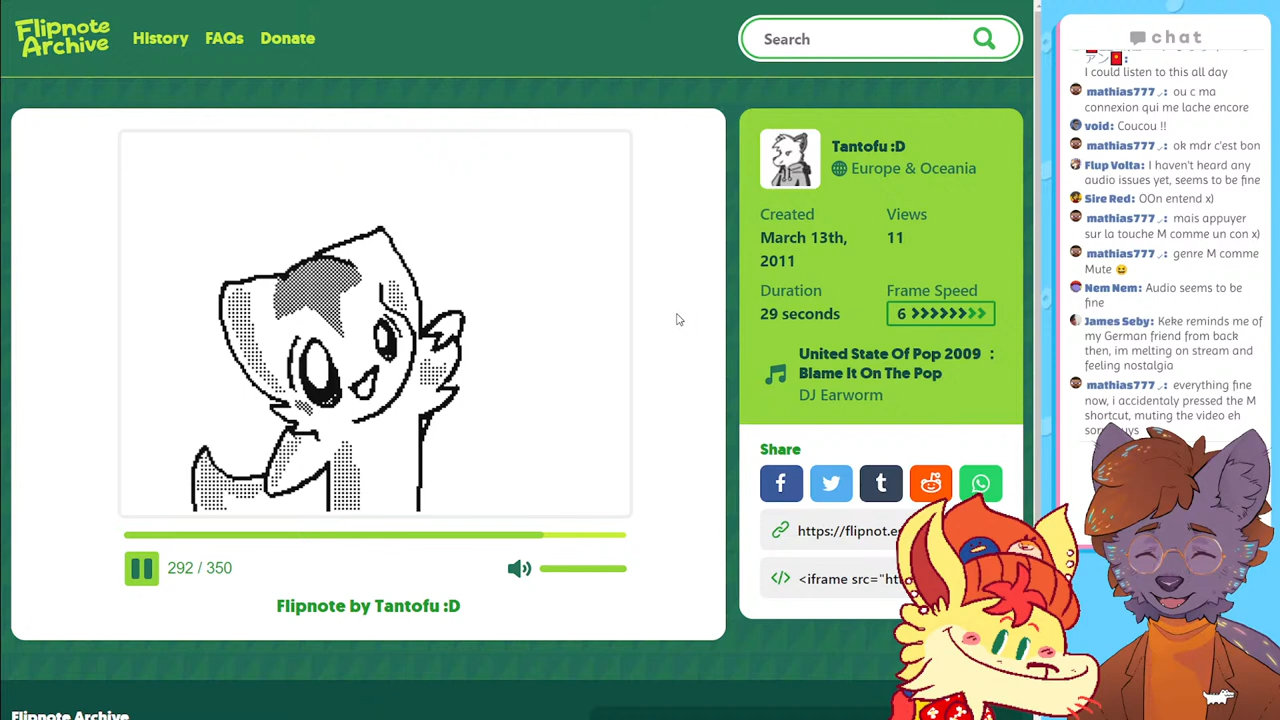 Flipnote
Archive
History
FAQs
Donate
Search
292 / 350
Flipnote by Tantofu :D
Tantofu :D
Europe & Oceania
Created
Views
March 13th,
2011
11
Duration
Frame Speed
29 seconds
6
United State Of Pop 2009 :
Blame It On The Pop
DJ Earworm
Share
https://flipnot.e
<iframe src="ht
Flipnote Archive
chat
アン🟥:
I could listen to this all day
mathias777: ou c ma
connexion qui me lache encore
void: Coucou !!
mathias777: ok mdr c'est bon
Flup Volta: I haven't heard any
audio issues yet, seems to be fine
Sire Red: OOn entend x)
mathias777: mais appuyer
sur la touche M comme un con x)
mathias777: genre M comme
Mute 😆
Nem Nem: Audio seems to be
fine
James Seby: Keke reminds me of
my German friend from back
then, im melting on stream and
feeling nostalgia
mathias777: everything fine
now, i accidentaly pressed the M
shortcut, muting the video eh